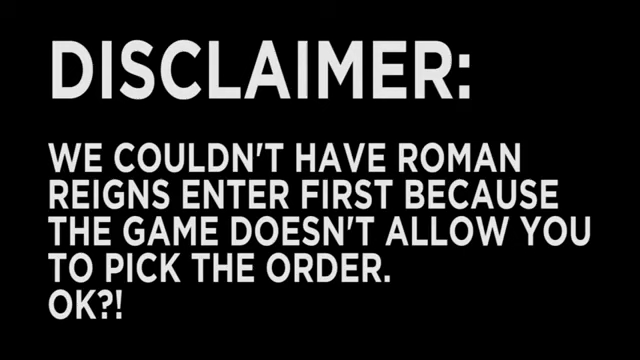 DISCLAIMER:
WE COULDN'T HAVE ROMAN
REIGNS ENTER FIRST BECAUSE
THE GAME DOESN'T ALLOW YOU
TO PICK THE ORDER.
OK?!